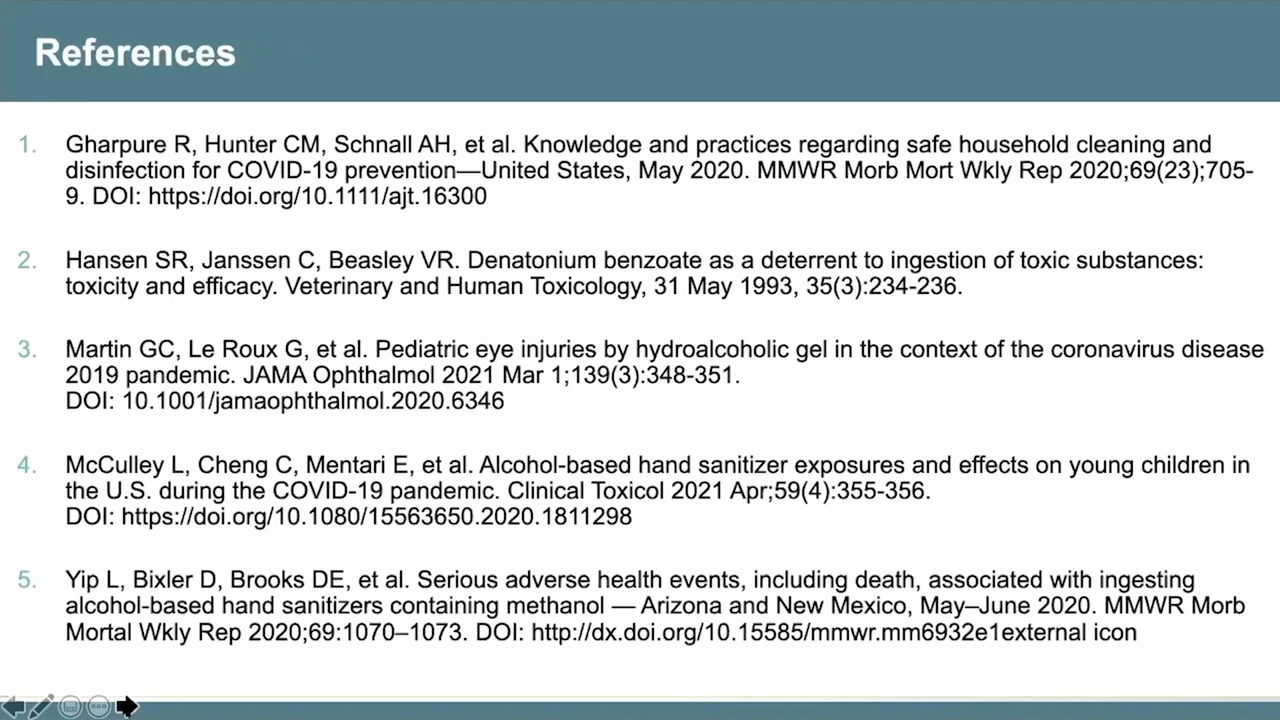 References
1. Gharpure R, Hunter CM, Schnall AH, et al. Knowledge and practices regarding safe household cleaning and
disinfection for COVID-19 prevention—United States, May 2020. MMWR Morb Mort Wkly Rep 2020;69(23);705-
9. DOI: https://doi.org/10.1111/ajt.16300
2. Hansen SR, Janssen C, Beasley VR. Denatonium benzoate as a deterrent to ingestion of toxic substances:
toxicity and efficacy. Veterinary and Human Toxicology, 31 May 1993, 35(3):234-236.
3. Martin GC, Le Roux G, et al. Pediatric eye injuries by hydroalcoholic gel in the context of the coronavirus disease
2019 pandemic. JAMA Ophthalmol 2021 Mar 1;139(3):348-351.
DOI: 10.1001/jamaophthalmol.2020.6346
4. McCulley L, Cheng C, Mentari E, et al. Alcohol-based hand sanitizer exposures and effects on young children in
the U.S. during the COVID-19 pandemic. Clinical Toxicol 2021 Apr;59(4):355-356.
DOI: https://doi.org/10.1080/15563650.2020.1811298
5. Yip L, Bixler D, Brooks DE, et al. Serious adverse health events, including death, associated with ingesting
alcohol-based hand sanitizers containing methanol — Arizona and New Mexico, May–June 2020. MMWR Morb
Mortal Wkly Rep 2020;69:1070–1073. DOI: http://dx.doi.org/10.15585/mmwr.mm6932e1external icon